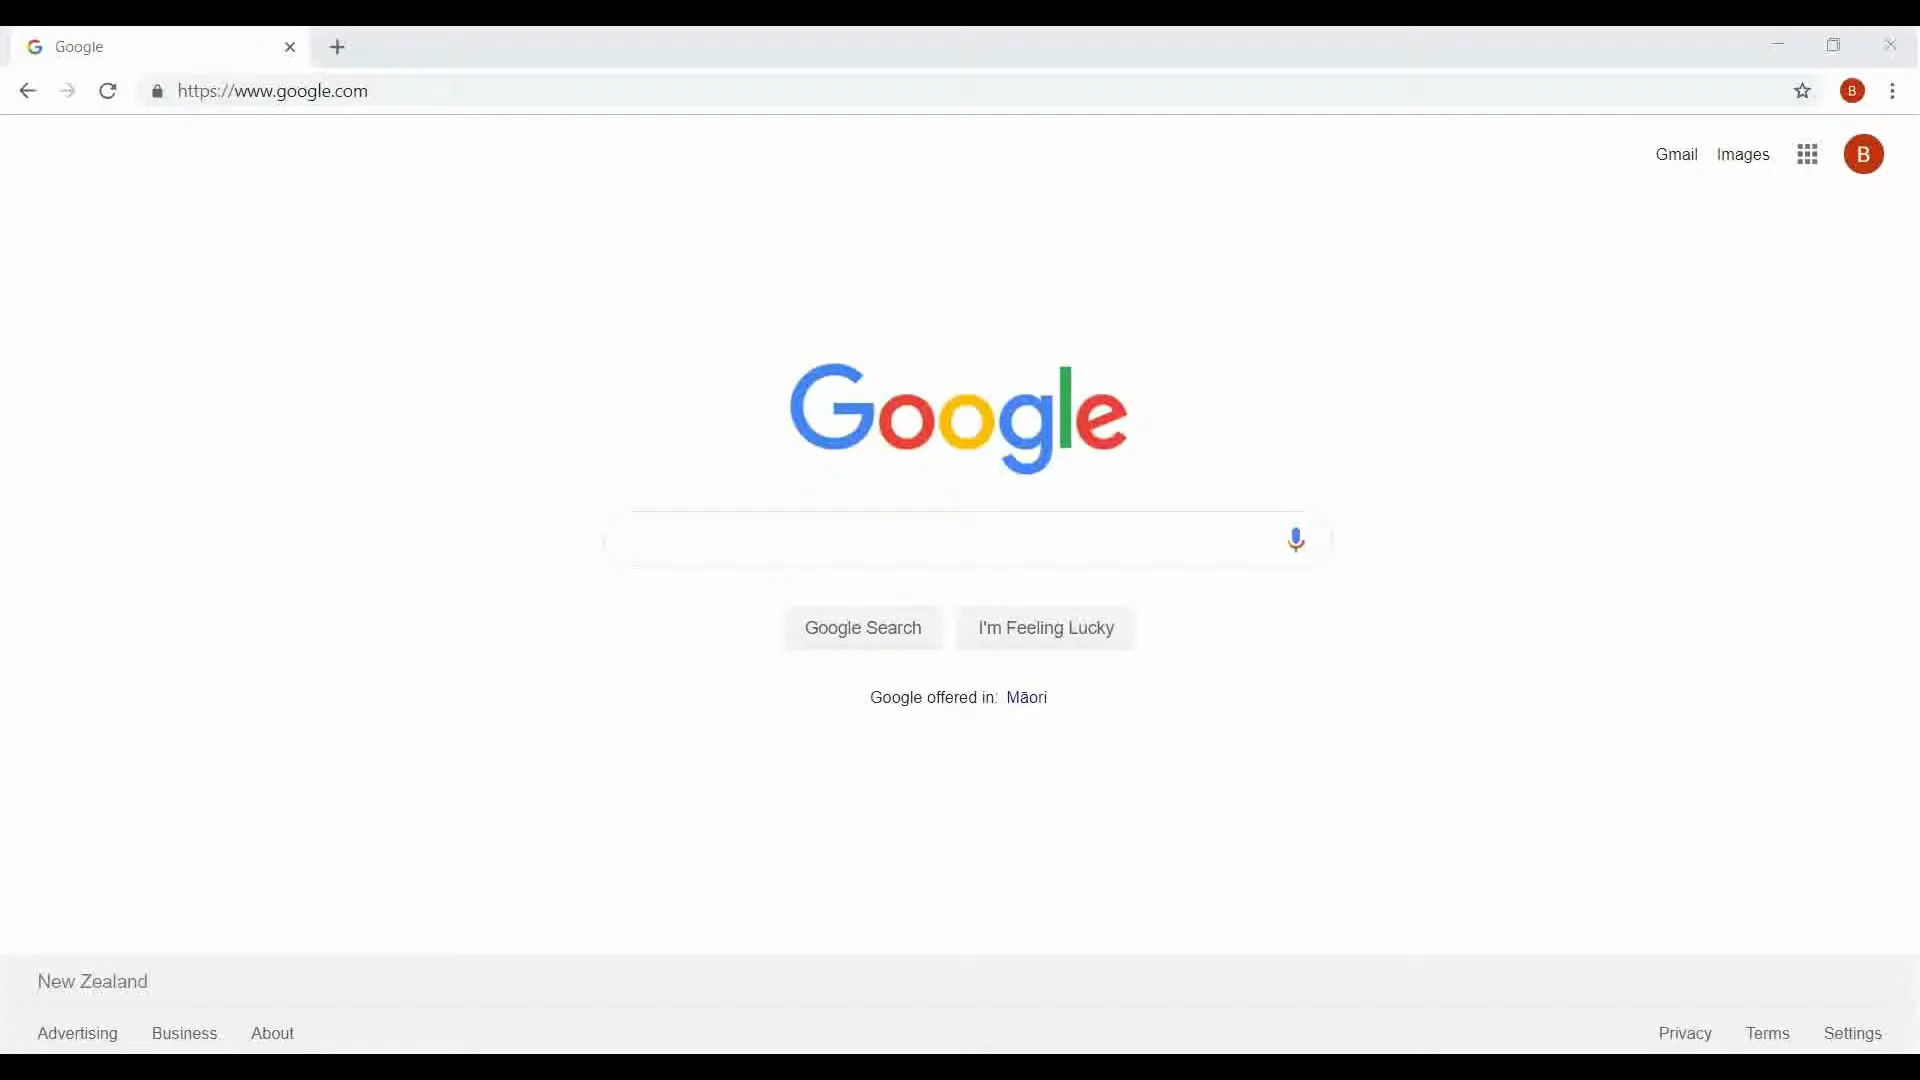 Google
https://www.google.com
B
Gmail Images B
Google
Google Search I'm Feeling Lucky
Google offered in: Māori
New Zealand
Advertising Business About Privacy Terms Settings